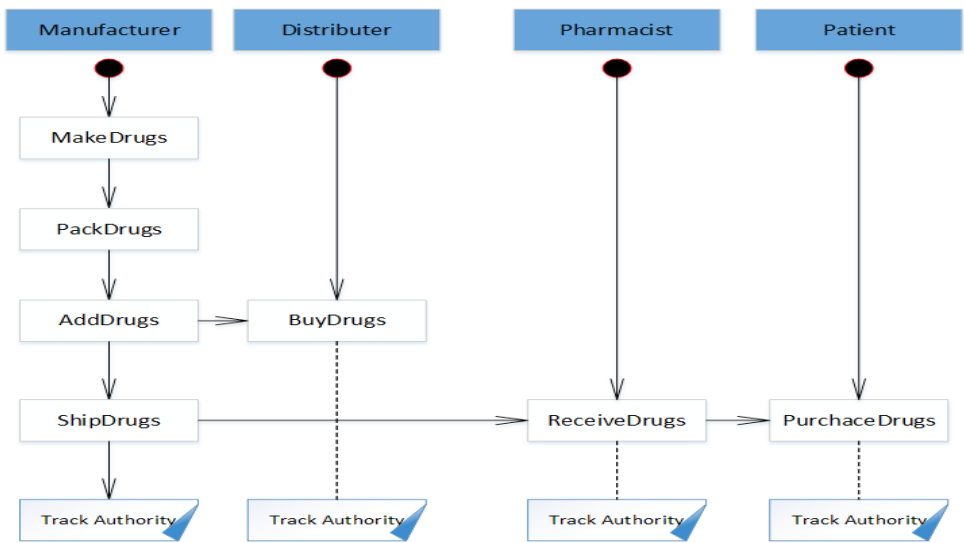 Manufacturer
Distributer
Pharmacist
Patient
MakeDrugs
PackDrugs
AddDrugs
BuyDrugs
ShipDrugs
ReceiveDrugs
PurchaceDrugs
Track Authority
Track Authority
Track Authority
Track Authority